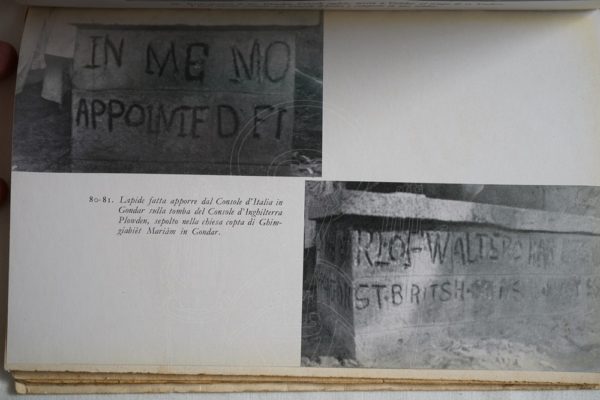 IN ME MO
APPOINTED FI
80-81. Lapide fatta apporre dal Console d'Italia in
Gondar sulla tomba del Console d'Inghilterra
Plowden, sepolto nella chiesa copta di Ghim-
giabièt Mariàm in Gondar.
RIOF WALTER
ST BRITSH